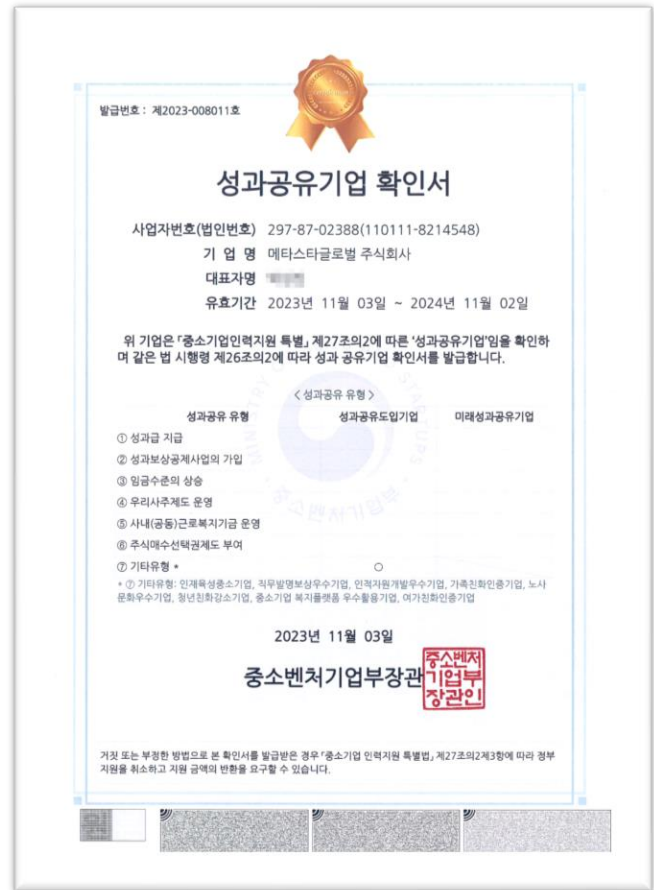 발급번호 : 제2023-008011호
성과공유기업 확인서
사업자번호(법인번호) 297-87-02388(110111-8214548)
기 업 명 메타스타글로벌 주식회사
대표자명
유효기간 2023년 11월 03일 ~ 2024년 11월 02일
위 기업은 「중소기업인력지원 특별」 제27조의2에 따른 '성과공유기업'임을 확인하
며 같은 법 시행령 제26조의2에 따라 성과 공유기업 확인서를 발급합니다.
< 성과공유 유형 >
성과공유 유형 성과공유도입기업 미래성과공유기업
① 성과급 지급
② 성과보상공제사업의 가입
③ 임금수준의 상승
④ 우리사주제도 운영
⑤ 사내(공동)근로복지기금 운영
⑥ 주식매수선택권제도 부여
⑦ 기타유형 * ○
* ⑦ 기타유형: 인재육성중소기업, 직무발명보상우수기업, 인적자원개발우수기업, 가족친화인증기업, 노사
문화우수기업, 청년친화강소기업, 중소기업 복지플랫폼 우수활용기업, 여가친화인증기업
MINISTRY OF STARTUPS
중소벤처기업부
2023년 11월 03일
중소벤처기업부장관
중소벤처
기업부
장관인
거짓 또는 부정한 방법으로 본 확인서를 발급받은 경우 「중소기업 인력지원 특별법」 제27조의2제3항에 따라 정부
지원을 취소하고 지원 금액의 반환을 요구할 수 있습니다.